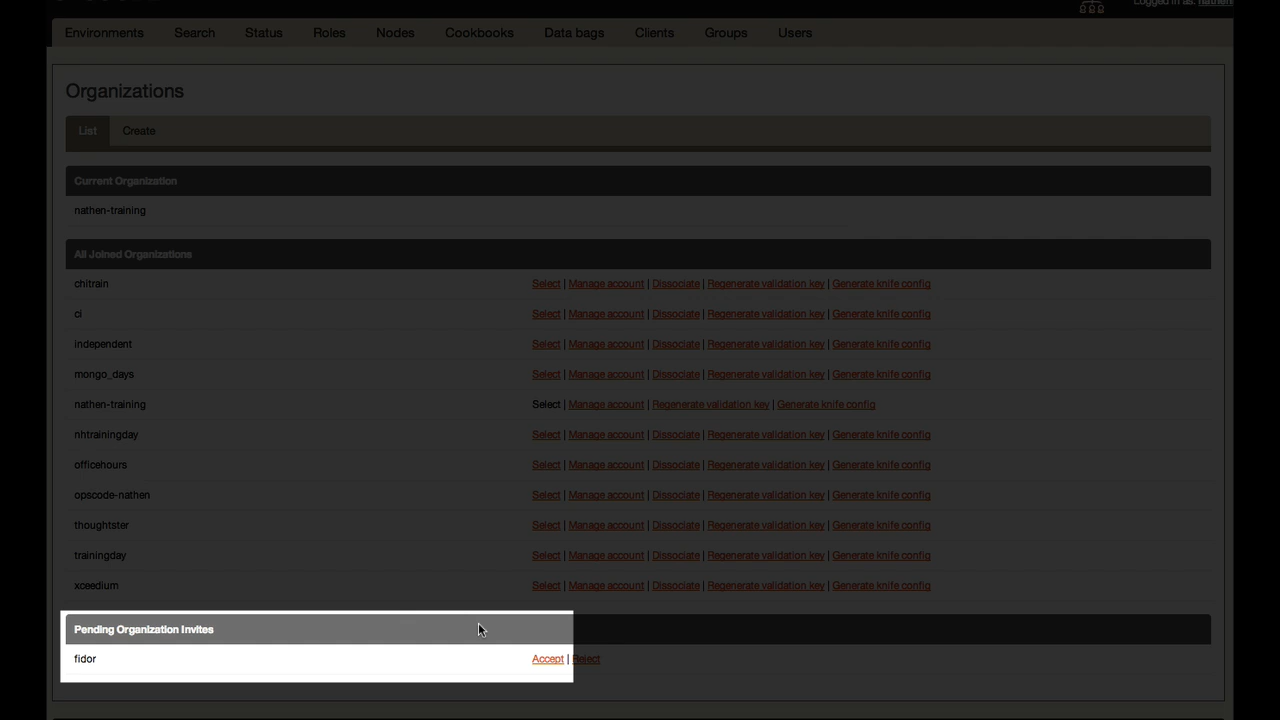 Logged in as: nathen
Environments Search Status Roles Nodes Cookbooks Data bags Clients Groups Users
Organizations
List Create
Current Organization
nathen-training
All Joined Organizations
chitrain Select | Manage account | Dissociate | Regenerate validation key | Generate knife config
ci Select | Manage account | Dissociate | Regenerate validation key | Generate knife config
independent Select | Manage account | Dissociate | Regenerate validation key | Generate knife config
mongo_days Select | Manage account | Dissociate | Regenerate validation key | Generate knife config
nathen-training Select | Manage account | Regenerate validation key | Generate knife config
nhtrainingday Select | Manage account | Dissociate | Regenerate validation key | Generate knife config
officehours Select | Manage account | Dissociate | Regenerate validation key | Generate knife config
opscode-nathen Select | Manage account | Dissociate | Regenerate validation key | Generate knife config
thoughtster Select | Manage account | Dissociate | Regenerate validation key | Generate knife config
trainingday Select | Manage account | Dissociate | Regenerate validation key | Generate knife config
xceedium Select | Manage account | Dissociate | Regenerate validation key | Generate knife config
Pending Organization Invites
fidor Accept | Reject